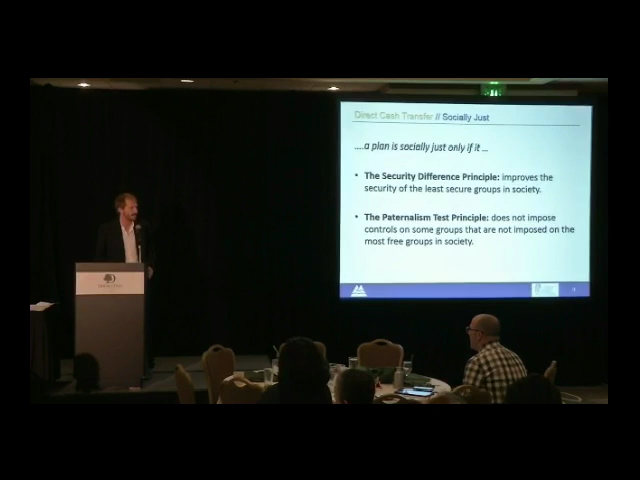 Direct Cash Transfer // Socially Just
....a plan is socially just only if it ...
• The Security Difference Principle: improves the
security of the least secure groups in society.
• The Paternalism Test Principle: does not impose
controls on some groups that are not imposed on the
most free groups in society.